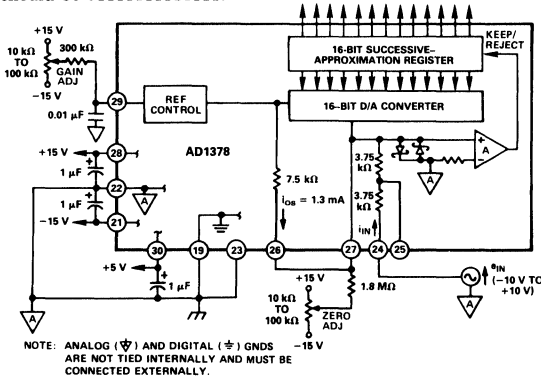 +15 V
10 kΩ
TO
100 kΩ
-15 V
300 kΩ
GAIN
ADJ
0.01 μF
29
REF
CONTROL
AD1378
16-BIT SUCCESSIVE-
APPROXIMATION REGISTER
16-BIT D/A CONVERTER
KEEP/
REJECT
+15 V
1 μF
1 μF
-15 V
28
22
21
A
7.5 kΩ
iOS = 1.3 mA
3.75
kΩ
3.75
kΩ
iIN
+
-
A
A
30
19
23
26
27
24
25
+5 V
1 μF
A
+15 V
10 kΩ
TO
100 kΩ
-15 V
ZERO
ADJ
1.8 MΩ
eIN
(-10 V TO
+10 V)
A
NOTE: ANALOG (A) AND DIGITAL (⏚) GNDS
ARE NOT TIED INTERNALLY AND MUST BE
CONNECTED EXTERNALLY.